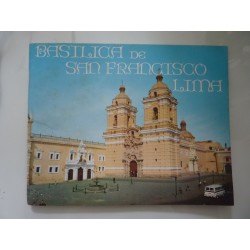 BASILICA DE
SAN FRANCISCO
LIMA